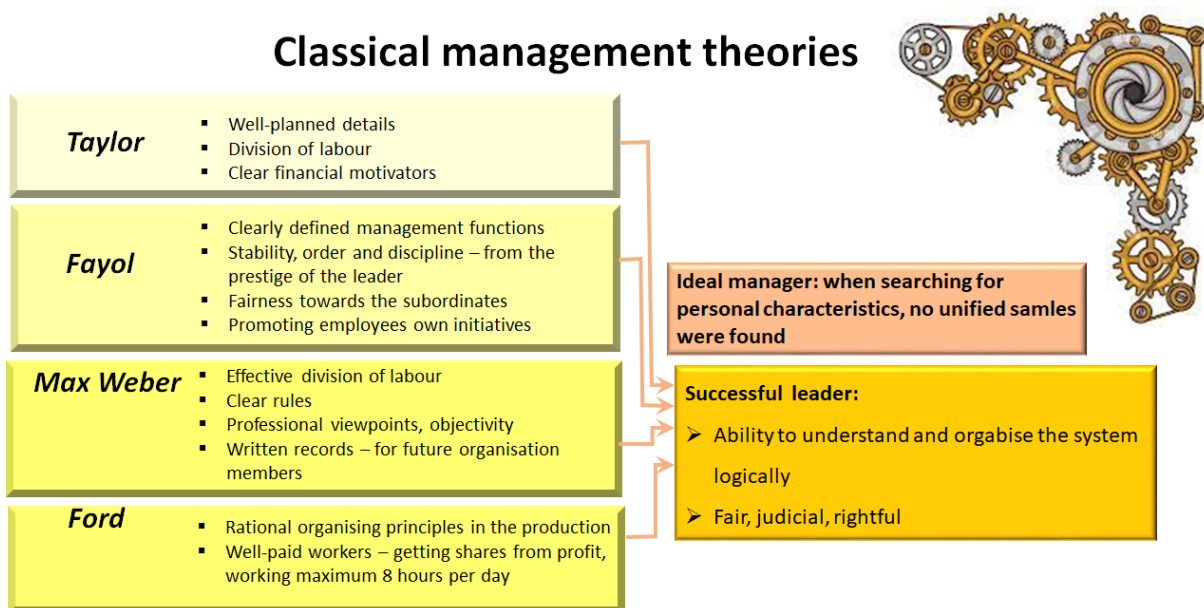 Classical management theories
Taylor
▪ Well-planned details
▪ Division of labour
▪ Clear financial motivators
Fayol
▪ Clearly defined management functions
▪ Stability, order and discipline – from the
prestige of the leader
▪ Fairness towards the subordinates
▪ Promoting employees own initiatives
Max Weber
▪ Effective division of labour
▪ Clear rules
▪ Professional viewpoints, objectivity
▪ Written records – for future organisation
members
Ford
▪ Rational organising principles in the production
▪ Well-paid workers – getting shares from profit,
working maximum 8 hours per day
Ideal manager: when searching for
personal characteristics, no unified samles
were found
Successful leader:
➢ Ability to understand and orgabise the system
logically
➢ Fair, judicial, rightful